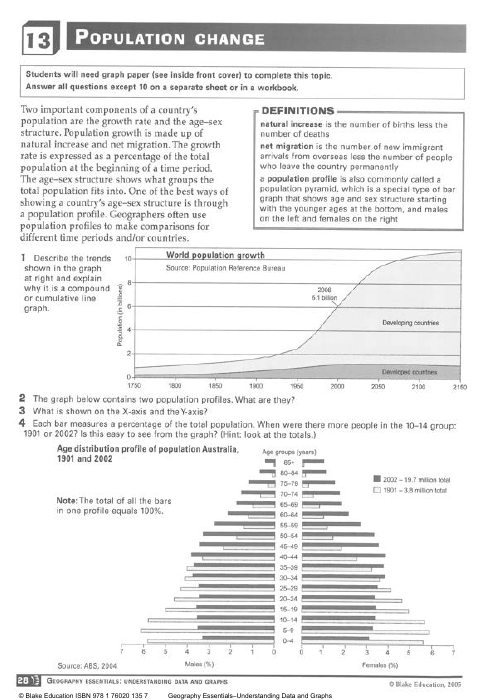 13 POPULATION CHANGE
Students will need graph paper (see inside front cover) to complete this topic.
Answer all questions except 10 on a separate sheet or in a workbook.
Two important components of a country's
population are the growth rate and the age–sex
structure. Population growth is made up of
natural increase and net migration. The growth
rate is expressed as a percentage of the total
population at the beginning of a time period.
The age–sex structure shows what groups the
total population fits into. One of the best ways of
showing a country's age–sex structure is through
a population profile. Geographers often use
population profiles to make comparisons for
different time periods and/or countries.
DEFINITIONS
natural increase is the number of births less the
number of deaths
net migration is the number of new immigrant
arrivals from overseas less the number of people
who leave the country permanently
a population profile is also commonly called a
population pyramid, which is a special type of bar
graph that shows age and sex structure starting
with the younger ages at the bottom, and males
on the left and females on the right
1 Describe the trends
shown in the graph
at right and explain
why it is a compound
or cumulative line
graph.
World population growth
Source: Population Reference Bureau
Population (in billions)
10
8
6
4
2
0
2000
6.1 billion
Developing countries
Developed countries
1750 1800 1850 1900 1950 2000 2050 2100 2150
2 The graph below contains two population profiles. What are they?
3 What is shown on the X-axis and the Y-axis?
4 Each bar measures a percentage of the total population. When were there more people in the 10–14 group:
1901 or 2002? Is this easy to see from the graph? (Hint: look at the totals.)
Age distribution profile of population Australia,
1901 and 2002
Note: The total of all the bars
in one profile equals 100%.
Age groups (years)
85+
80–84
75–79
70–74
65–69
60–64
55–59
50–54
45–49
40–44
35–39
30–34
25–29
20–24
15–19
10–14
5–9
0–4
2002 – 19.7 million total
1901 – 3.8 million total
7 6 5 4 3 2 1 0 0 1 2 3 4 5 6 7
Males (%)
Females (%)
Source: ABS, 2004
28 GEOGRAPHY ESSENTIALS: UNDERSTANDING DATA AND GRAPHS
© Blake Education, 2005
© Blake Education ISBN 978 1 76020 135 7 Geography Essentials–Understanding Data and Graphs